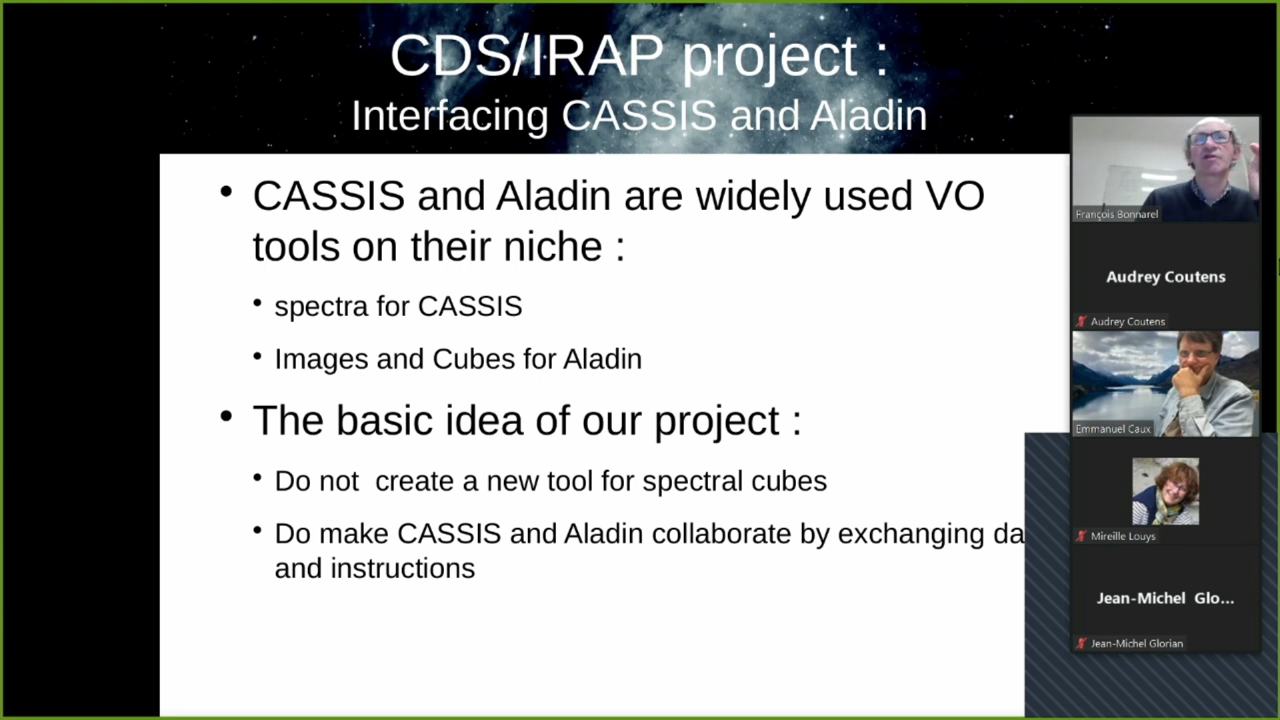 CDS/IRAP project :
Interfacing CASSIS and Aladin
• CASSIS and Aladin are widely used VO
tools on their niche :
• spectra for CASSIS
• Images and Cubes for Aladin
• The basic idea of our project :
• Do not  create a new tool for spectral cubes
• Do make CASSIS and Aladin collaborate by exchanging da
and instructions
François Bonnarel
Audrey Coutens
Audrey Coutens
Emmanuel Caux
Mireille Louys
Jean-Michel Glo...
Jean-Michel Glorian